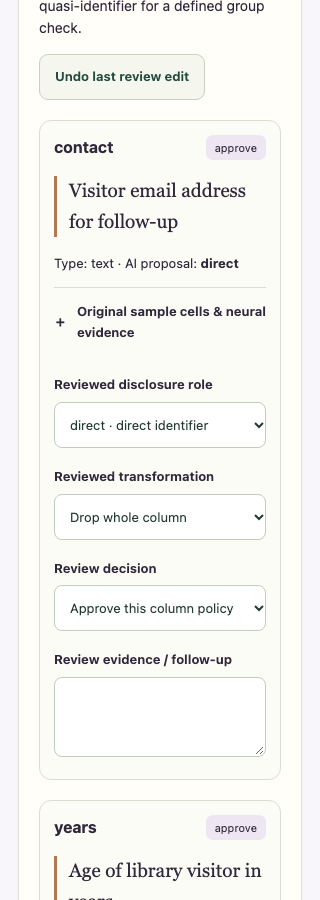 quasi-identifier for a defined group
check.
Undo last review edit
contact
approve
Visitor email address
for follow-up
Type: text · AI proposal: direct
+ Original sample cells & neural
evidence
Reviewed disclosure role
direct · direct identifier
Reviewed transformation
Drop whole column
Review decision
Approve this column policy
Review evidence / follow-up
years
approve
Age of library visitor in
years